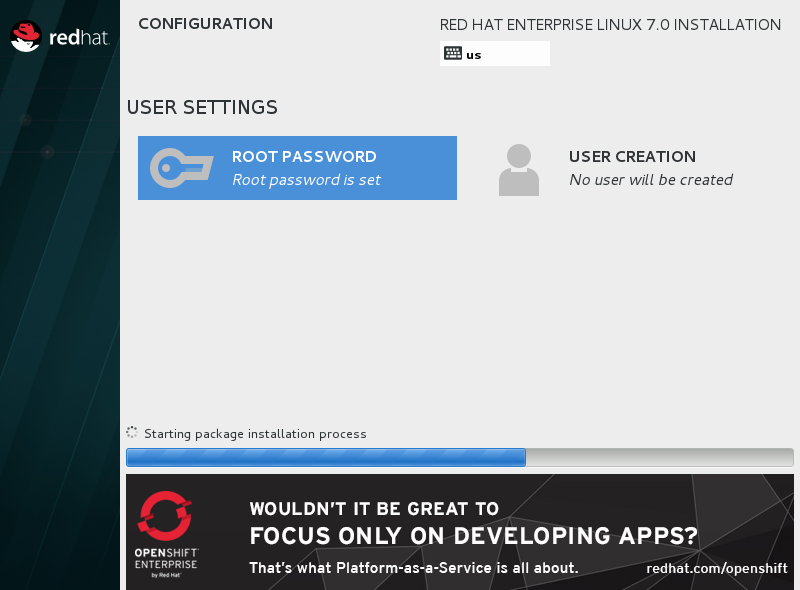 redhat.
CONFIGURATION
RED HAT ENTERPRISE LINUX 7.0 INSTALLATION
us
USER SETTINGS
ROOT PASSWORD
Root password is set
USER CREATION
No user will be created
Starting package installation process
OPENSHIFT
ENTERPRISE
by Red Hat
WOULDN'T IT BE GREAT TO
FOCUS ONLY ON DEVELOPING APPS?
That's what Platform-as-a-Service is all about.
redhat.com/openshift